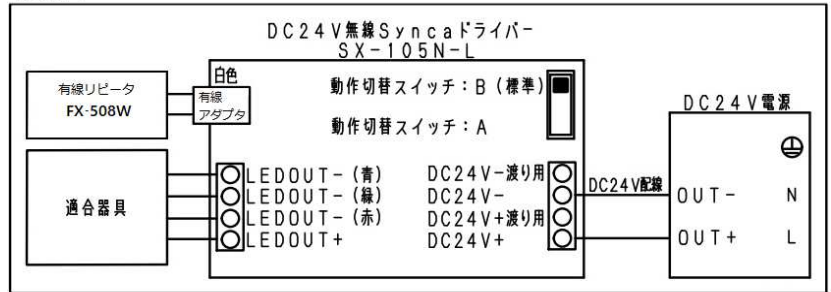 DC24V無線Syncaドライバー
SX-105N-L
有線リピータ
FX-508W
白色
有線
アダプタ
動作切替スイッチ:B(標準)
動作切替スイッチ:A
DC24V電源
適合器具
LEDOUT-(青)
LEDOUT-(緑)
LEDOUT-(赤)
LEDOUT+
DC24V-渡り用
DC24V-
DC24V+渡り用
DC24V+
DC24V配線
OUT- N
OUT+ L